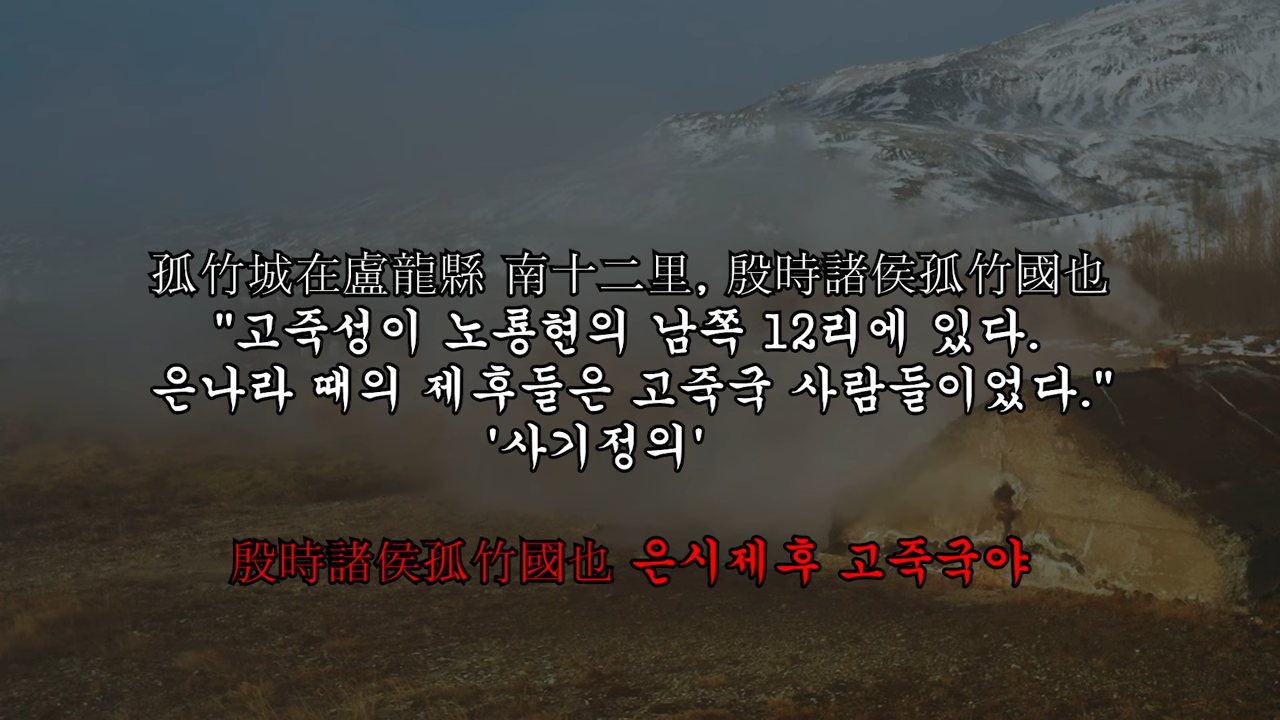 孤竹城在盧龍縣 南十二里, 殷時諸侯孤竹國也
"고죽성이 노룡현의 남쪽 12리에 있다.
은나라 때의 제후들은 고죽국 사람들이었다."
'사기정의'
殷時諸侯孤竹國也 은시제후 고죽국야